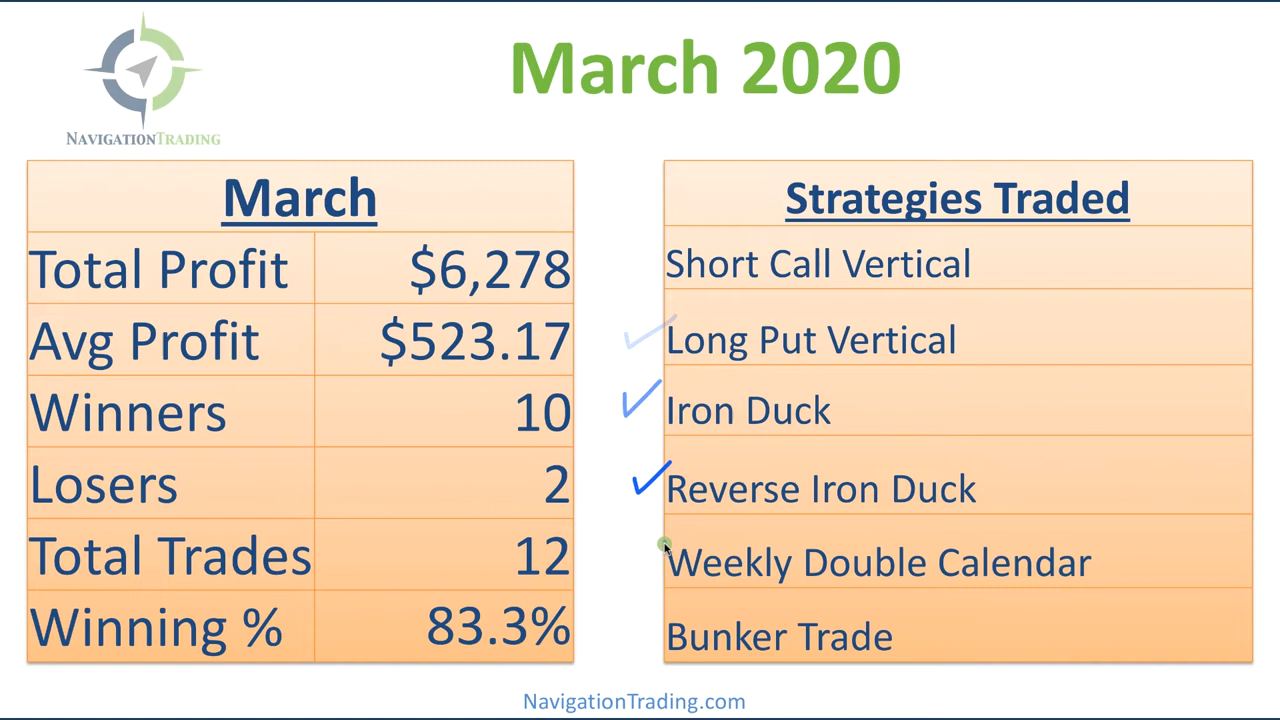 March 2020
NAVIGATIONTRADING
March
Total Profit $6,278
Avg Profit $523.17
Winners 10
Losers 2
Total Trades 12
Winning % 83.3%
Strategies Traded
Short Call Vertical
Long Put Vertical
Iron Duck
Reverse Iron Duck
Weekly Double Calendar
Bunker Trade
NavigationTrading.com